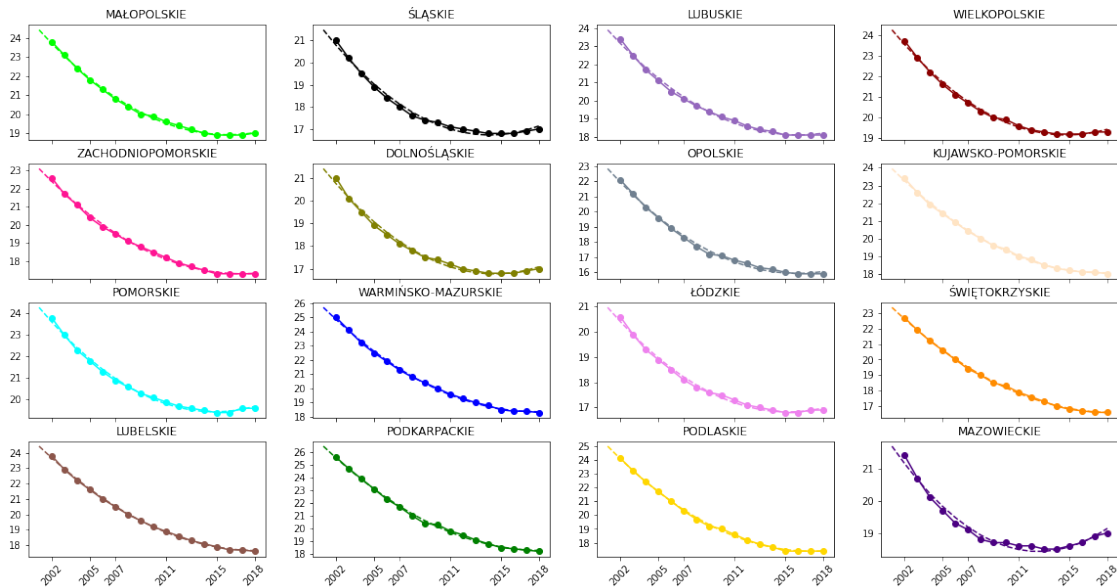 MAŁOPOLSKIE ŚLĄSKIE LUBUSKIE WIELKOPOLSKIE
24 21 24 24
23 20 23 23
22 19 22 22
21 18 21 21
20 17 20 20
19 19 19
18
ZACHODNIOPOMORSKIE DOLNOŚLĄSKIE OPOLSKIE KUJAWSKO-POMORSKIE
23 21 23 24
22 20 22 23
21 19 21 22
20 18 20 21
19 17 19 20
18 18 19
17 18
16
POMORSKIE WARMIŃSKO-MAZURSKIE ŁÓDZKIE ŚWIĘTOKRZYSKIE
24 26 21 23
23 25 20 22
22 24 19 21
21 23 18 20
20 22 17 19
21 18
20 17
19
18
LUBELSKIE PODKARPACKIE PODLASKIE MAZOWIECKIE
24 26 25 21
23 25 24 20
22 24 23 19
21 23 22
20 22 21
19 21 20
18 20 19
19 18
18
2002 2005 2007 2011 2015 2018 2002 2005 2007 2011 2015 2018 2002 2005 2007 2011 2015 2018 2002 2005 2007 2011 2015 2018